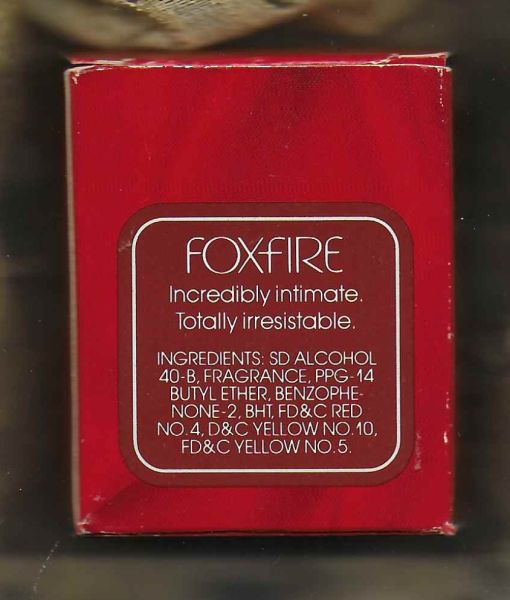 FOXFIRE
Incredibly intimate.
Totally irresistable.
INGREDIENTS: SD ALCOHOL
40-B, FRAGRANCE, PPG-14
BUTYL ETHER, BENZOPHE-
NONE-2, BHT, FD&C RED
NO. 4, D&C YELLOW NO. 10,
FD&C YELLOW NO. 5.